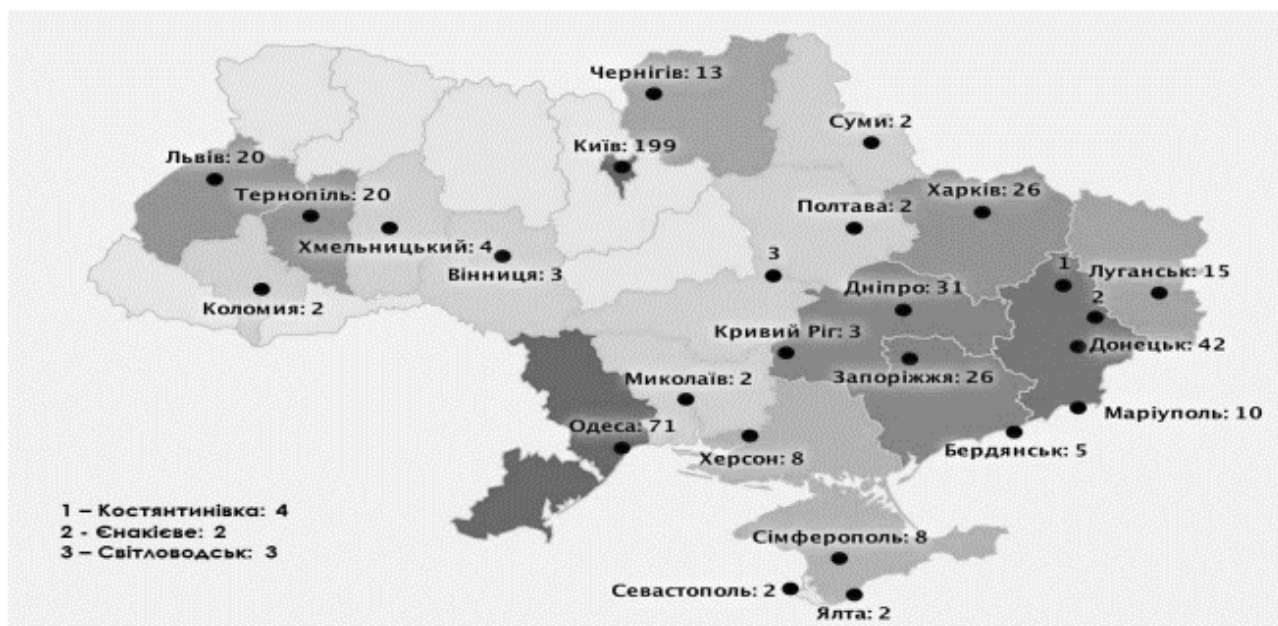 Чернігів: 13
Суми: 2
Київ: 199
Львів: 20
Тернопіль: 20
Харків: 26
Полтава: 2
Хмельницький: 4
Вінниця: 3
3
1
Луганськ: 15
Дніпро: 31
2
Коломия: 2
Кривий Ріг: 3
Донецьк: 42
Запоріжжя: 26
Миколаїв: 2
Маріуполь: 10
Одеса: 71
Херсон: 8
Бердянськ: 5
1 – Костянтинівка: 4
2 - Єнакієве: 2
3 – Світловодськ: 3
Сімферополь: 8
Севастополь: 2
Ялта: 2